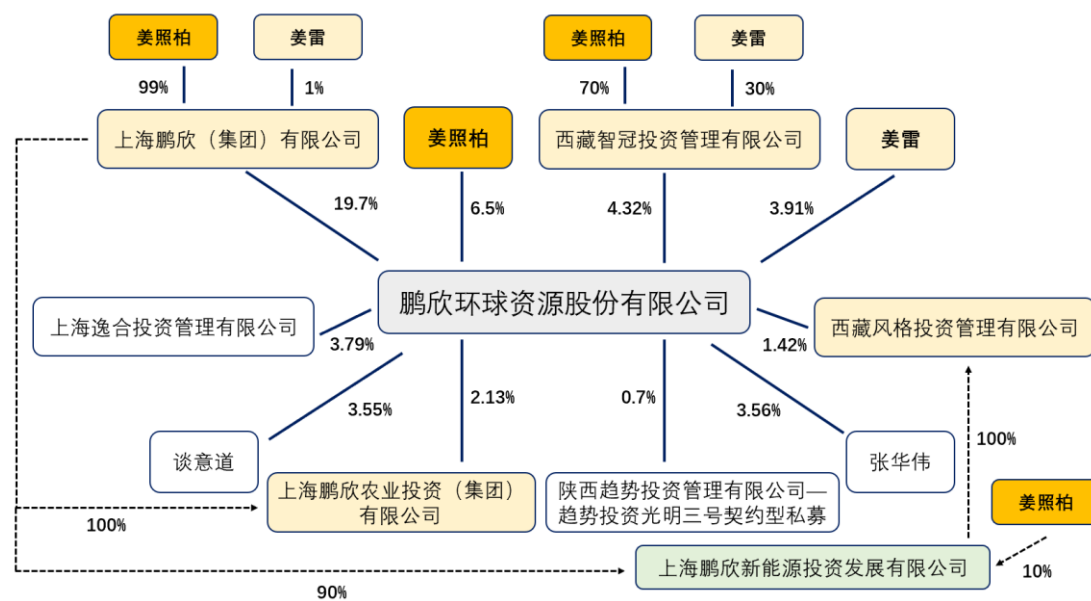 姜照柏
姜雷
姜照柏
姜雷
99%
1%
70%
30%
上海鹏欣（集团）有限公司
姜照柏
西藏智冠投资管理有限公司
姜雷
19.7%
6.5%
4.32%
3.91%
鹏欣环球资源股份有限公司
上海逸合投资管理有限公司
西藏风格投资管理有限公司
3.79%
1.42%
3.55%
2.13%
0.7%
3.56%
100%
谈意道
上海鹏欣农业投资（集团）
有限公司
陕西趋势投资管理有限公司—
趋势投资光明三号契约型私募
张华伟
姜照柏
100%
上海鹏欣新能源投资发展有限公司
10%
90%